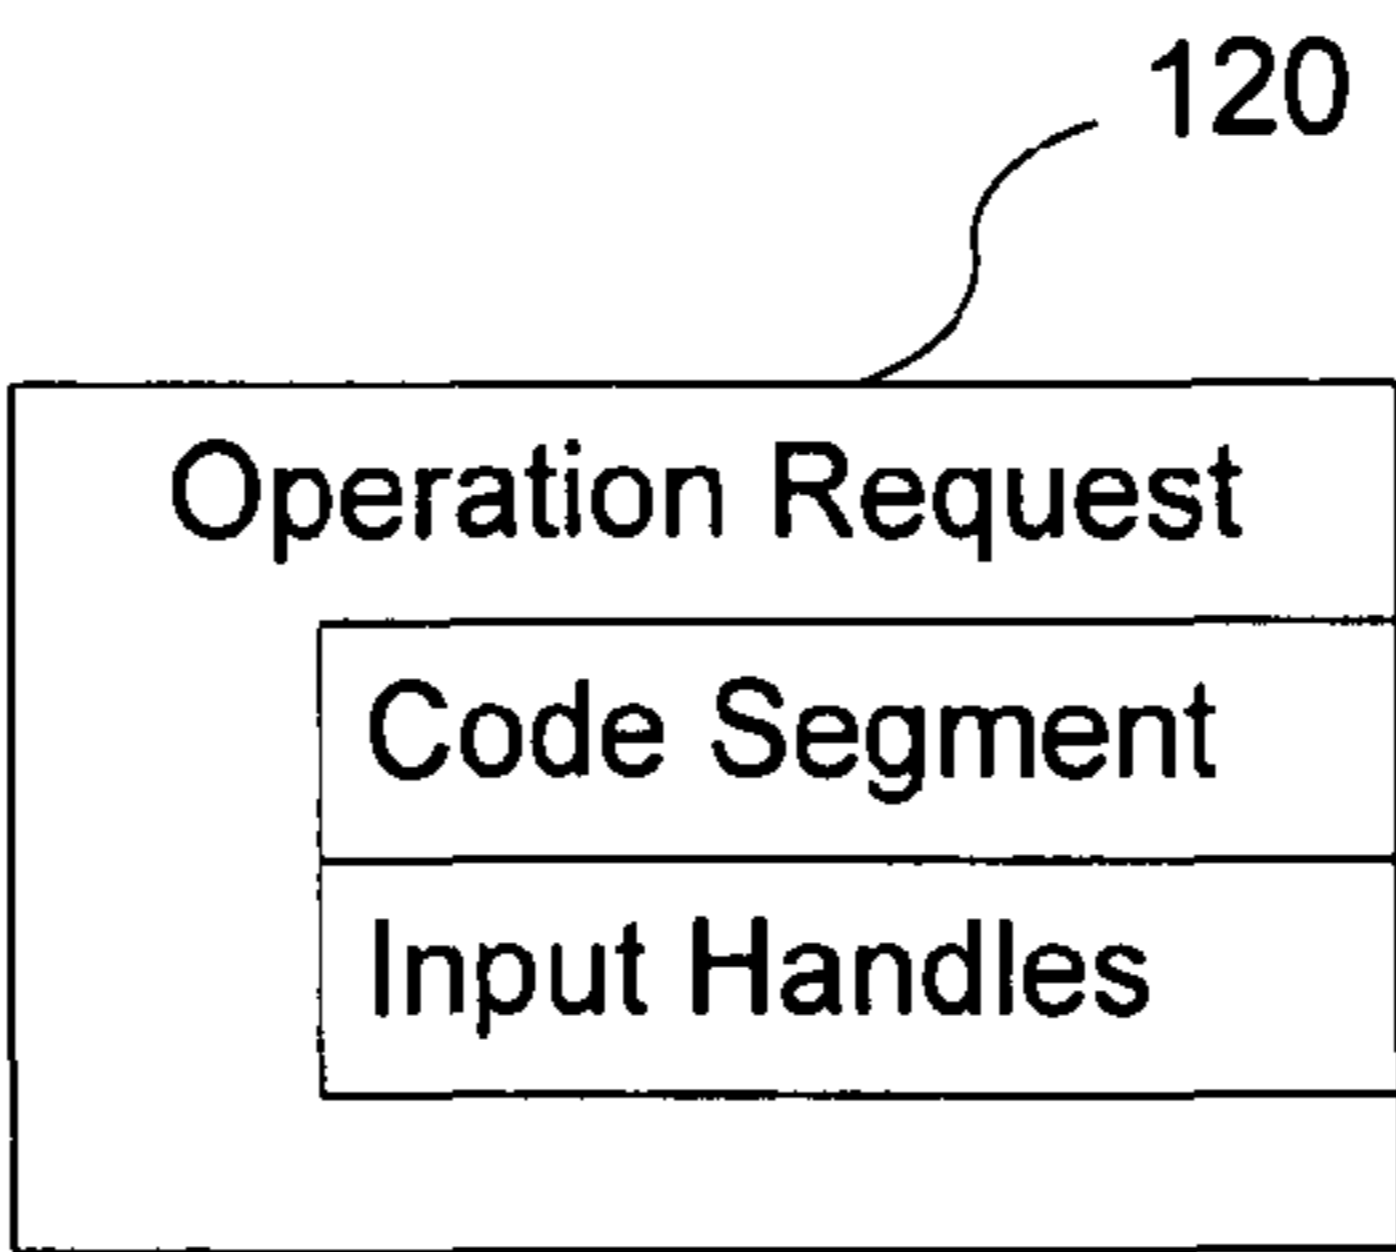 120
Operation Request
Code Segment
Input Handles